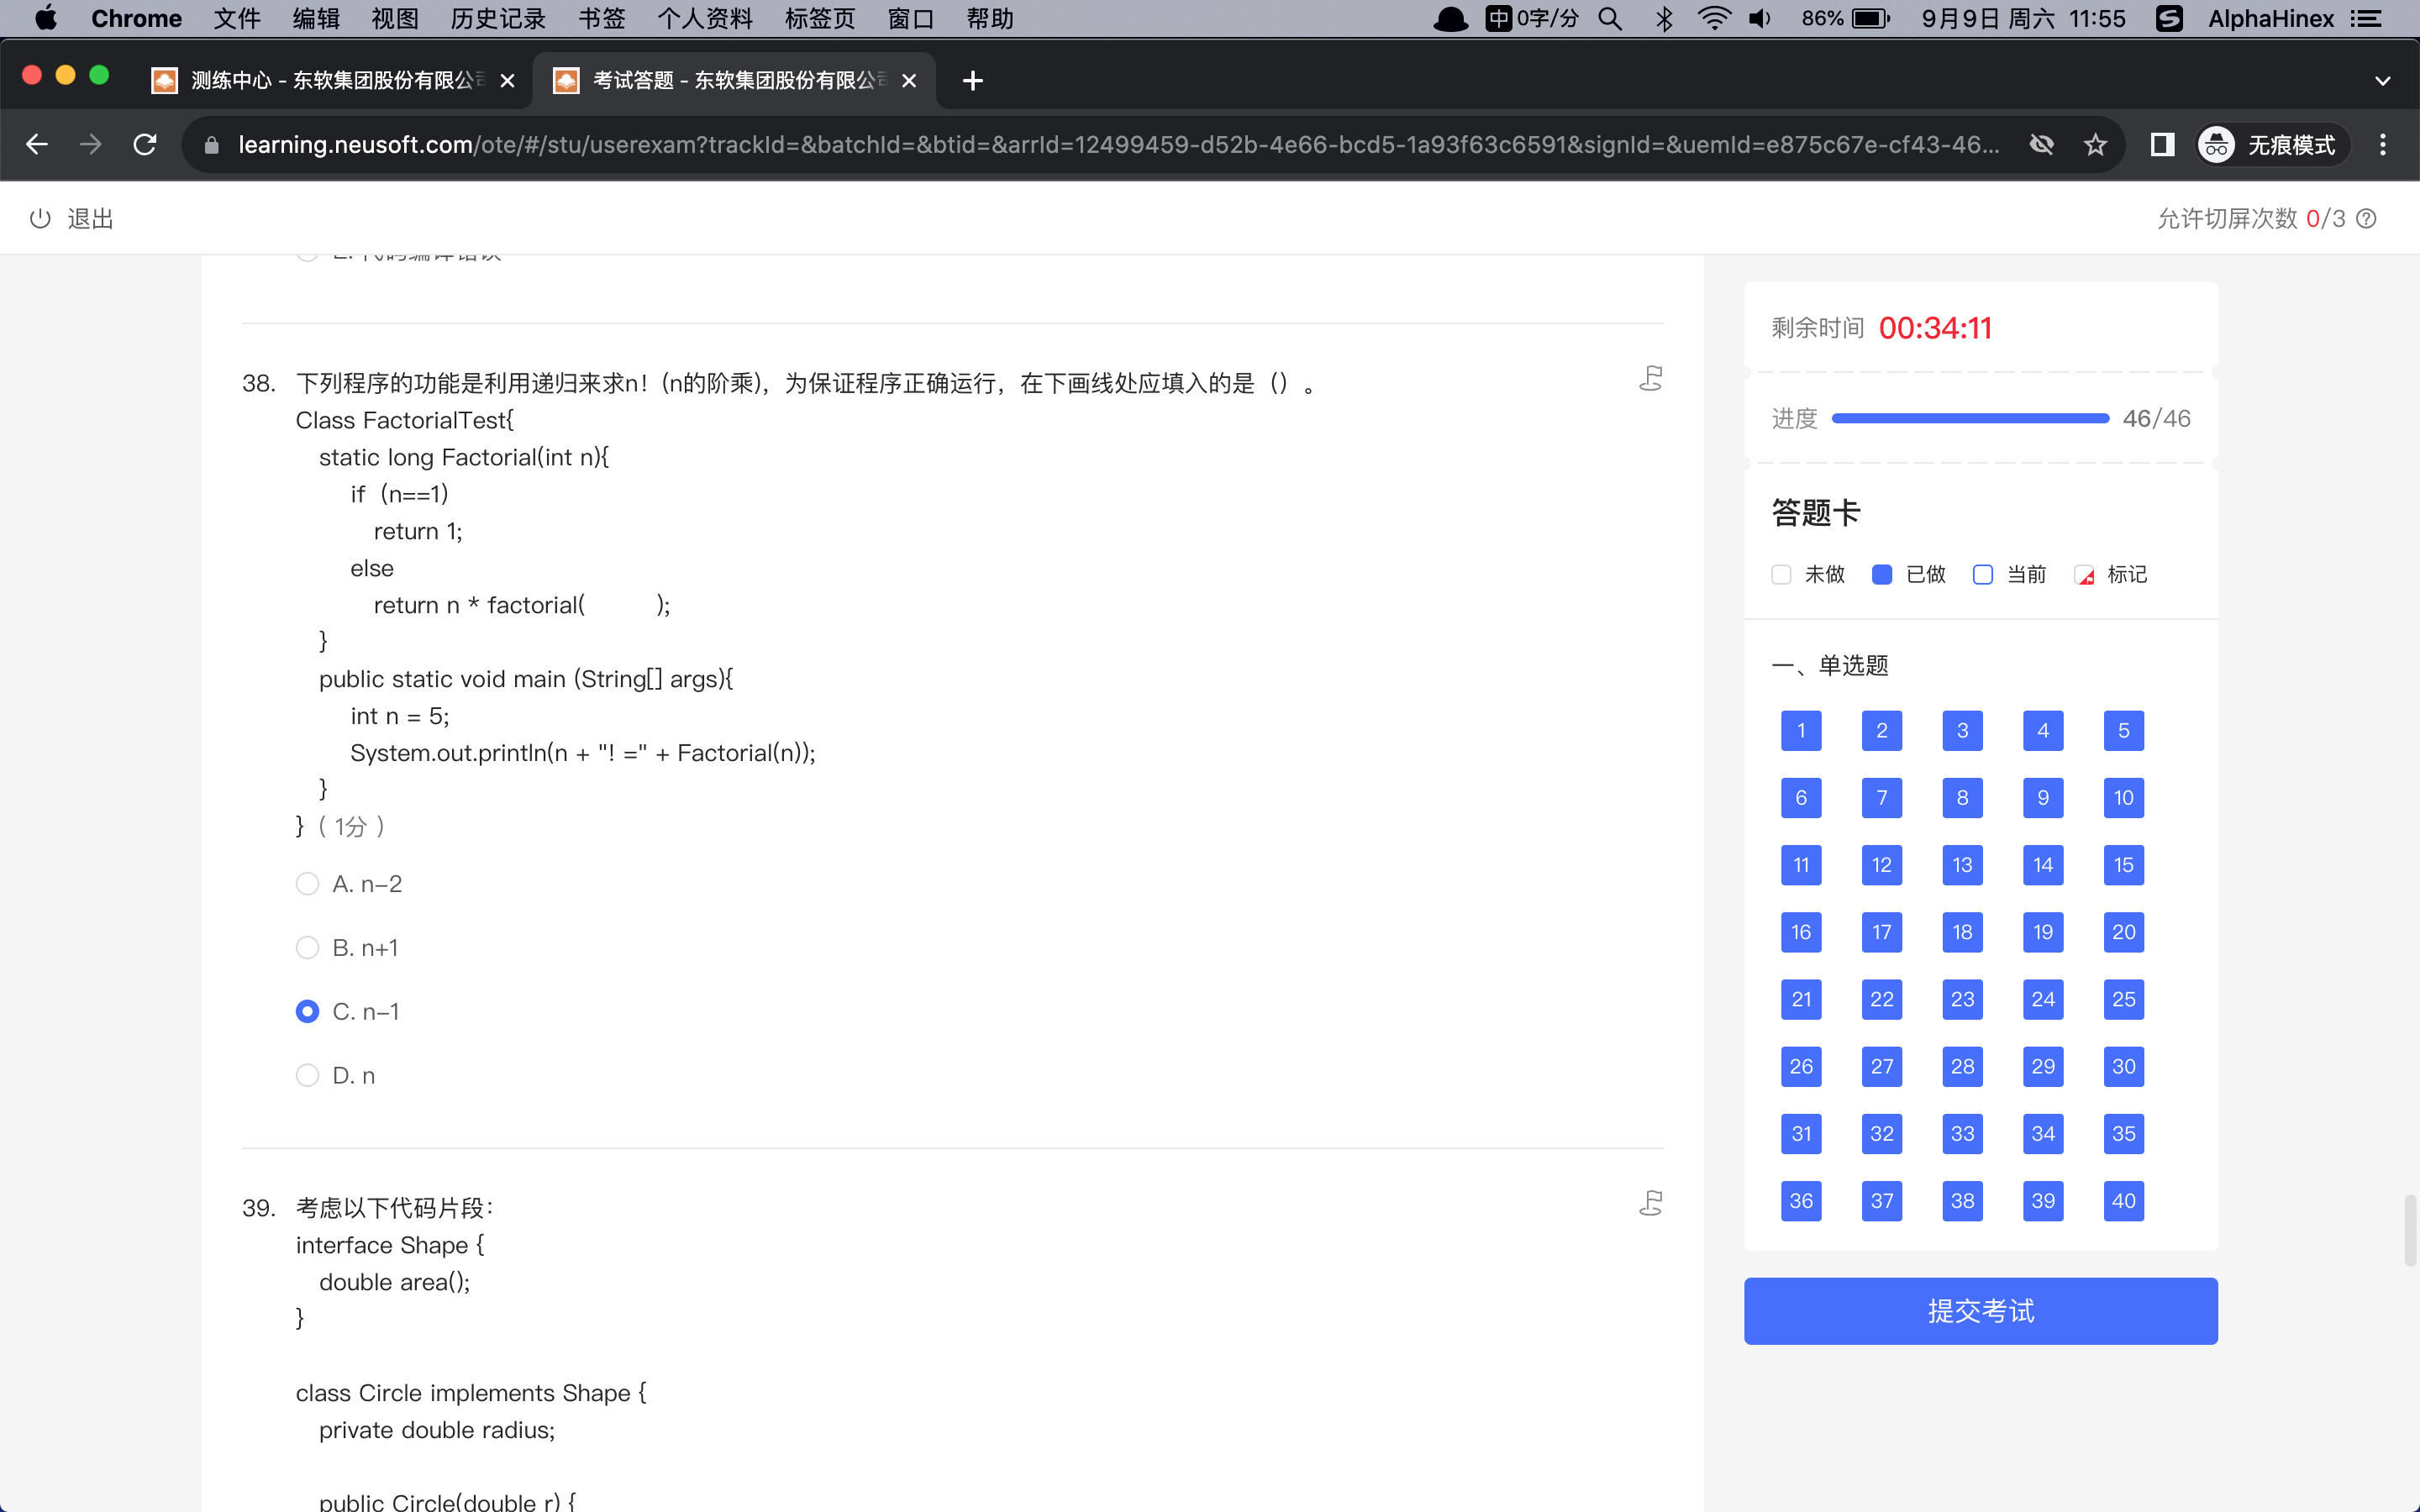 Chrome 文件 编辑 视图 历史记录 书签 个人资料 标签页 窗口 帮助 中 0字/分 86% 9月9日 周六 11:55 AlphaHinex
测练中心 - 东软集团股份有限公司 考试答题 - 东软集团股份有限公司
learning.neusoft.com/ote/#/stu/userexam?trackId=&batchId=&btid=&arrId=12499459-d52b-4e66-bcd5-1a93f63c6591&signId=&uemId=e875c67e-cf43-46... 无痕模式
退出 允许切屏次数 0/3
38. 下列程序的功能是利用递归来求n!（n的阶乘），为保证程序正确运行，在下画线处应填入的是（）。
Class FactorialTest{
static long Factorial(int n){
if（n==1)
return 1;
else
return n * factorial( );
}
public static void main (String[] args){
int n = 5;
System.out.println(n + "! =" + Factorial(n));
}
} ( 1分 )
A. n-2
B. n+1
C. n-1
D. n
39. 考虑以下代码片段：
interface Shape {
double area();
}
class Circle implements Shape {
private double radius;
public Circle(double r) {
剩余时间 00:34:11
进度 46/46
答题卡
未做 已做 当前 标记
一、单选题
1 2 3 4 5
6 7 8 9 10
11 12 13 14 15
16 17 18 19 20
21 22 23 24 25
26 27 28 29 30
31 32 33 34 35
36 37 38 39 40
提交考试